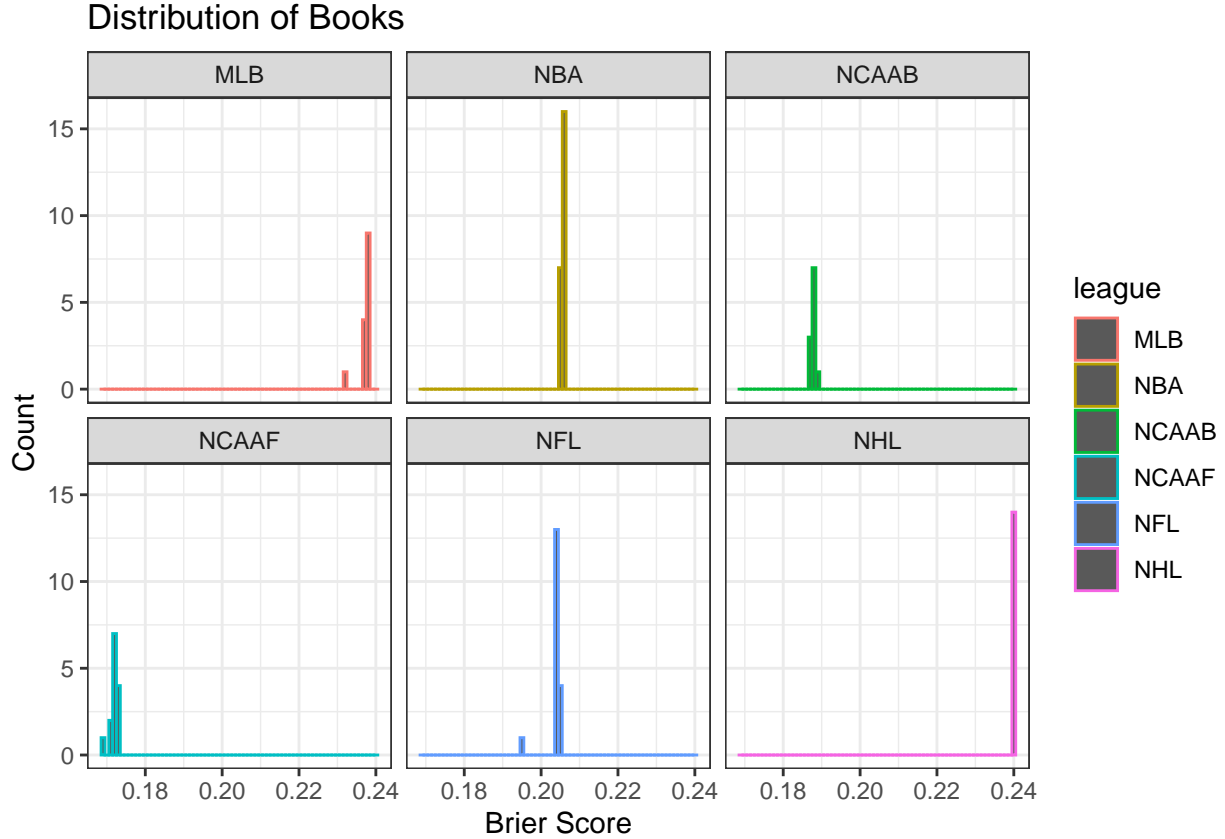 Distribution of Books
MLB
NBA
NCAAB
15
10
5
0
Count
NCAAF
NFL
NHL
15
10
5
0
0.18 0.20 0.22 0.24
0.18 0.20 0.22 0.24
0.18 0.20 0.22 0.24
Brier Score
league
MLB
NBA
NCAAB
NCAAF
NFL
NHL